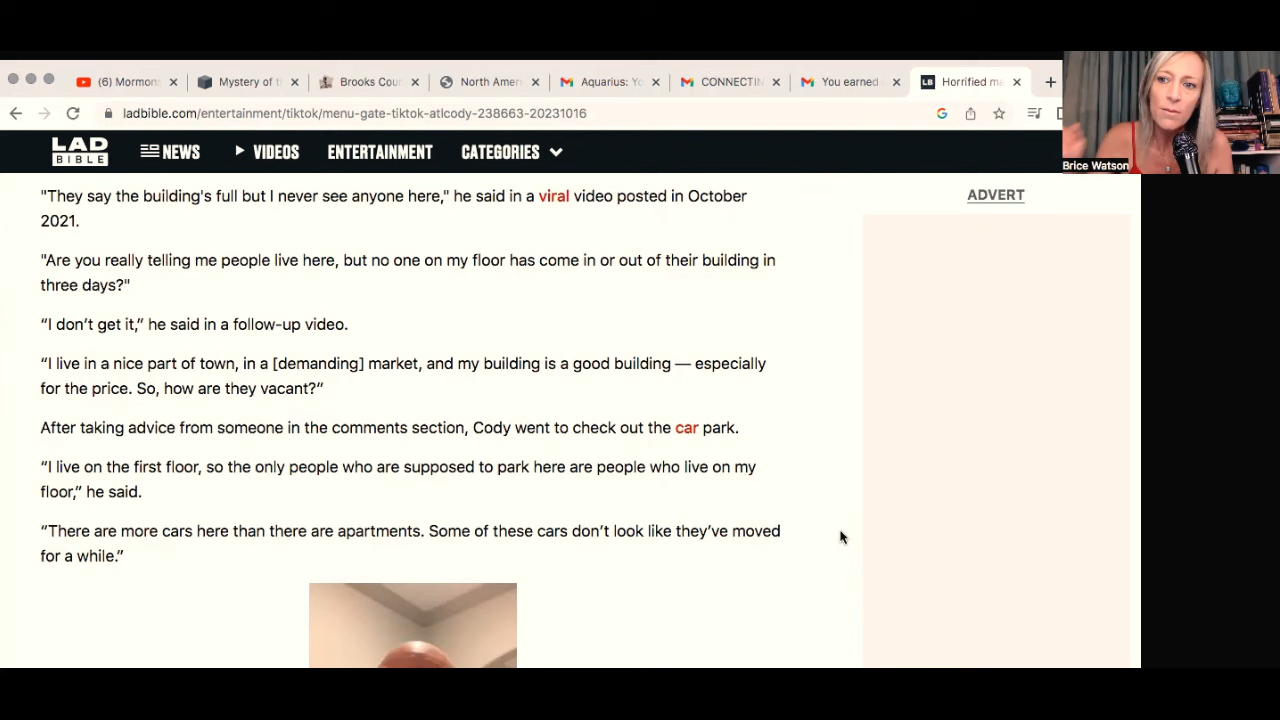 (6) Mormon
Mystery of t
Brooks Cour
North Amer
Aquarius: Yo
CONNECTIN
You earned
LB
Horrified me
ladbible.com/entertainment/tiktok/menu-gate-tiktok-atlcody-238663-20231016
Brice Watson
LAD
BIBLE
NEWS
VIDEOS
ENTERTAINMENT
CATEGORIES
ADVERT
"They say the building's full but I never see anyone here," he said in a viral video posted in October
2021.
"Are you really telling me people live here, but no one on my floor has come in or out of their building in
three days?"
“I don’t get it,” he said in a follow-up video.
“I live in a nice part of town, in a [demanding] market, and my building is a good building — especially
for the price. So, how are they vacant?”
After taking advice from someone in the comments section, Cody went to check out the car park.
“I live on the first floor, so the only people who are supposed to park here are people who live on my
floor,” he said.
“There are more cars here than there are apartments. Some of these cars don’t look like they’ve moved
for a while.”